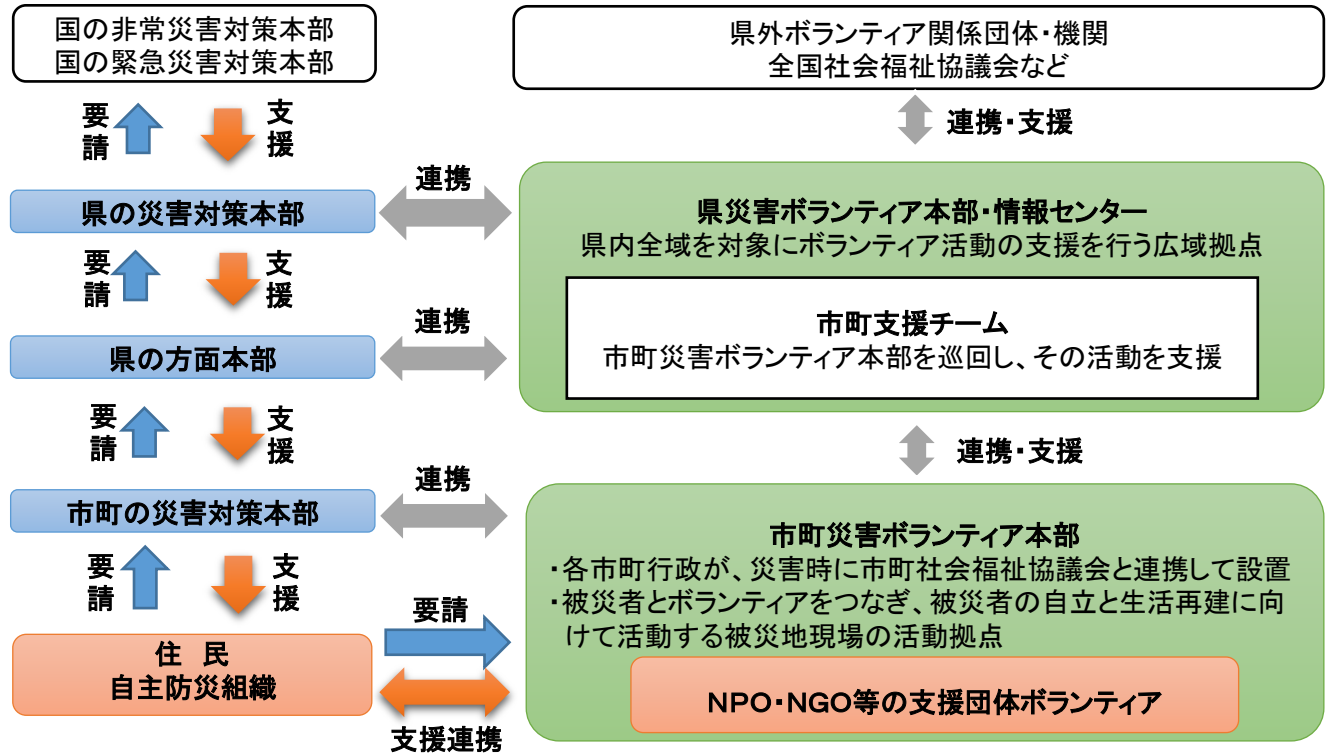 国の非常災害対策本部
国の緊急災害対策本部
県外ボランティア関係団体・機関
全国社会福祉協議会など
要請
支援
連携・支援
県の災害対策本部
連携
県災害ボランティア本部・情報センター
県内全域を対象にボランティア活動の支援を行う広域拠点
要請
支援
市町支援チーム
市町災害ボランティア本部を巡回し、その活動を支援
県の方面本部
連携
要請
支援
連携・支援
市町の災害対策本部
連携
市町災害ボランティア本部
・各市町行政が、災害時に市町社会福祉協議会と連携して設置
・被災者とボランティアをつなぎ、被災者の自立と生活再建に向
けて活動する被災地現場の活動拠点
要請
支援
要請
住 民
自主防災組織
NPO・NGO等の支援団体ボランティア
支援連携